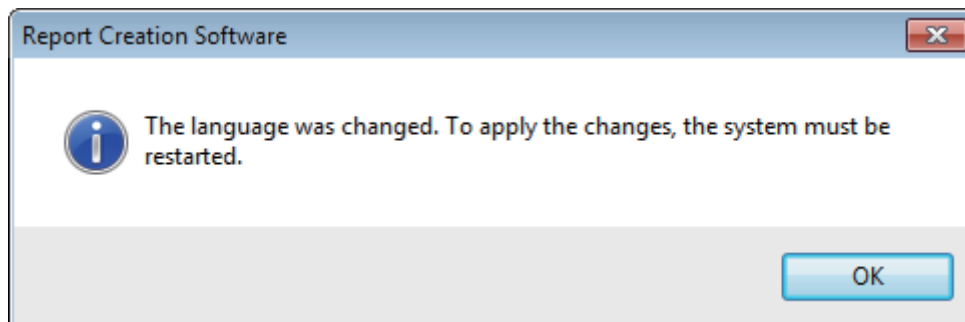 Report Creation Software
The language was changed. To apply the changes, the system must be
restarted.
OK